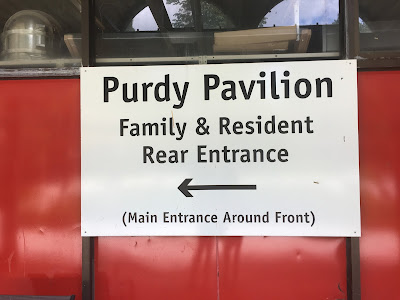 Purdy Pavilion
Family & Resident
Rear Entrance
(Main Entrance Around Front)